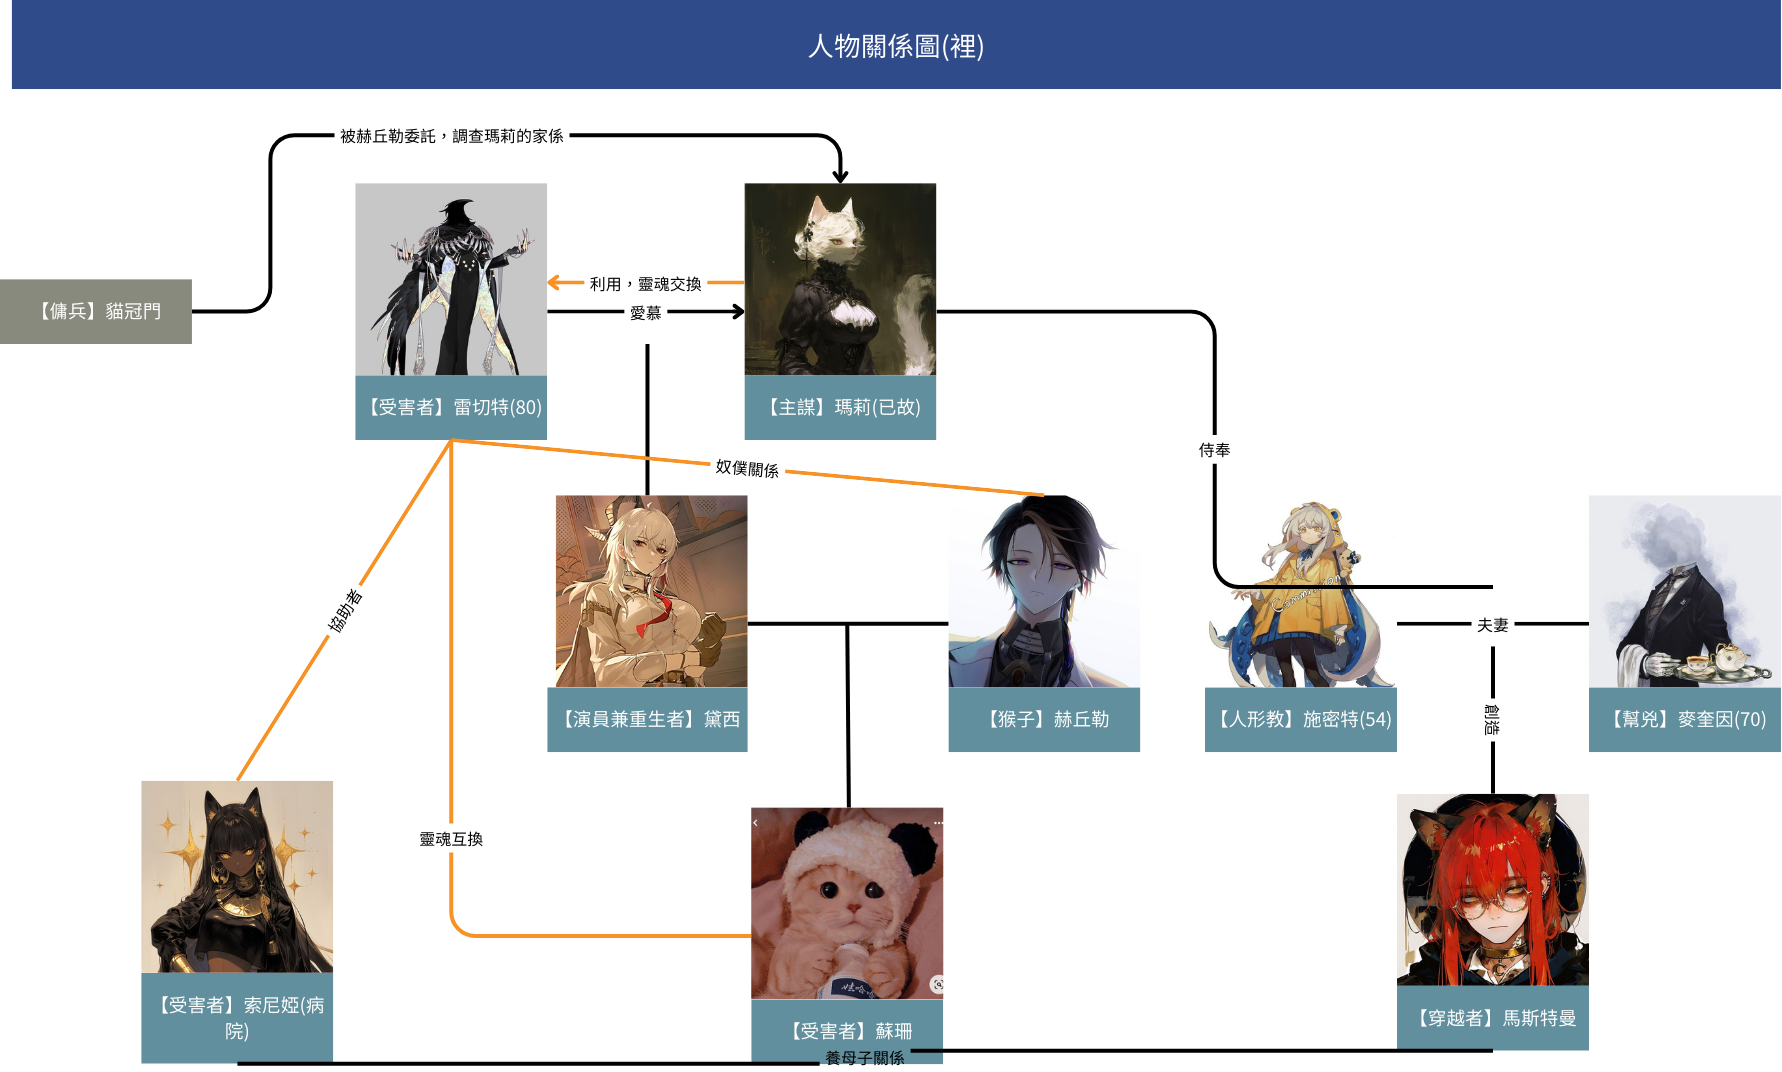 人物關係圖(裡)
被赫丘勒委託，調查瑪莉的家係
【傭兵】貓冠門
利用，靈魂交換
愛慕
【受害者】雷切特(80)
【主謀】瑪莉(已故)
侍奉
奴僕關係
協助者
夫妻
創造
【演員兼重生者】黛西
【猴子】赫丘勒
【人形教】施密特(54)
【幫兇】麥奎因(70)
靈魂互換
【受害者】索尼婭(病
院)
【受害者】蘇珊
【穿越者】馬斯特曼
養母子關係